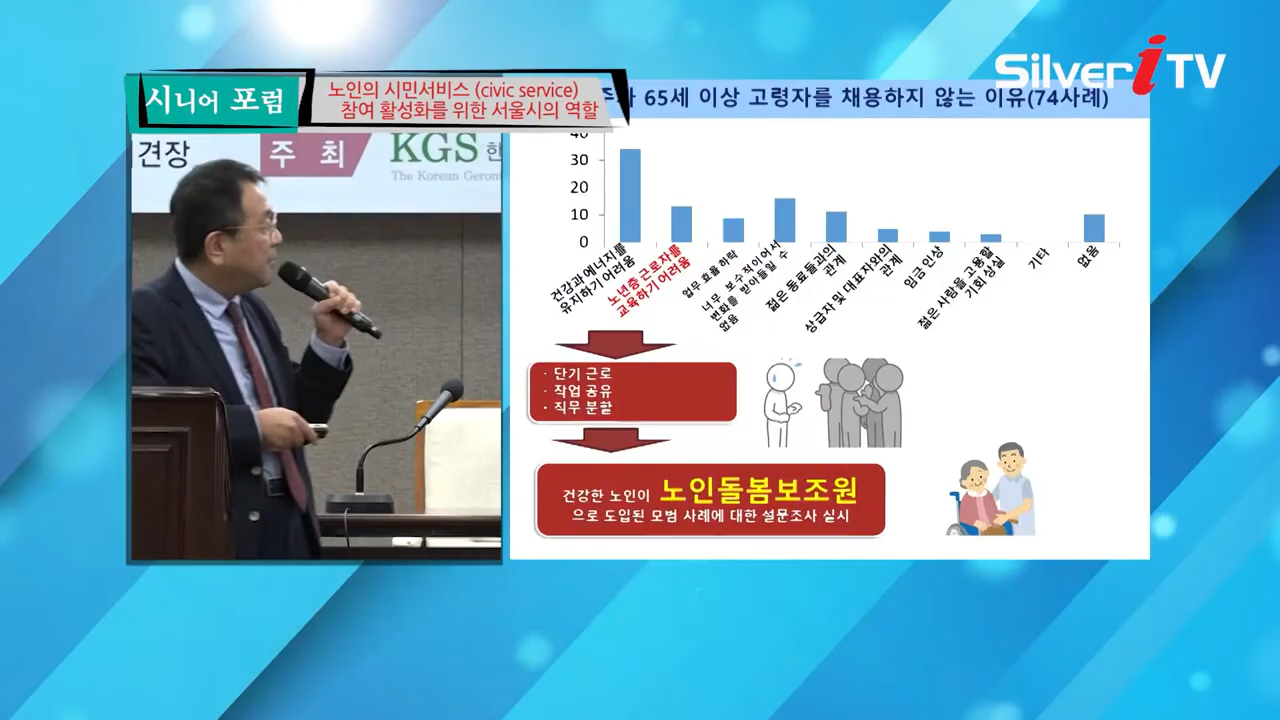 Silver i TV
시니어 포럼
노인의 시민서비스 (civic service)
참여 활성화를 위한 서울시의 역할
65세 이상 고령자를 채용하지 않는 이유(74사례)
견장
주 최
KGS 한
The Korean Geront
40
30
20
10
0
건강과 에너지를
유지하기 어려움
노년층 근로자를
교육하기 어려움
업무 효율 하락
너무 보수적이어서
변화를 받아들일 수
없음
젊은 동료들과의
관계
상급자 및 대표자와의
관계
임금 인상
젊은 사람을 고용할
기회 상실
기타
없음
· 단기 근로
· 작업 공유
· 직무 분할
건강한 노인이 노인돌봄보조원
으로 도입된 모범 사례에 대한 설문조사 실시